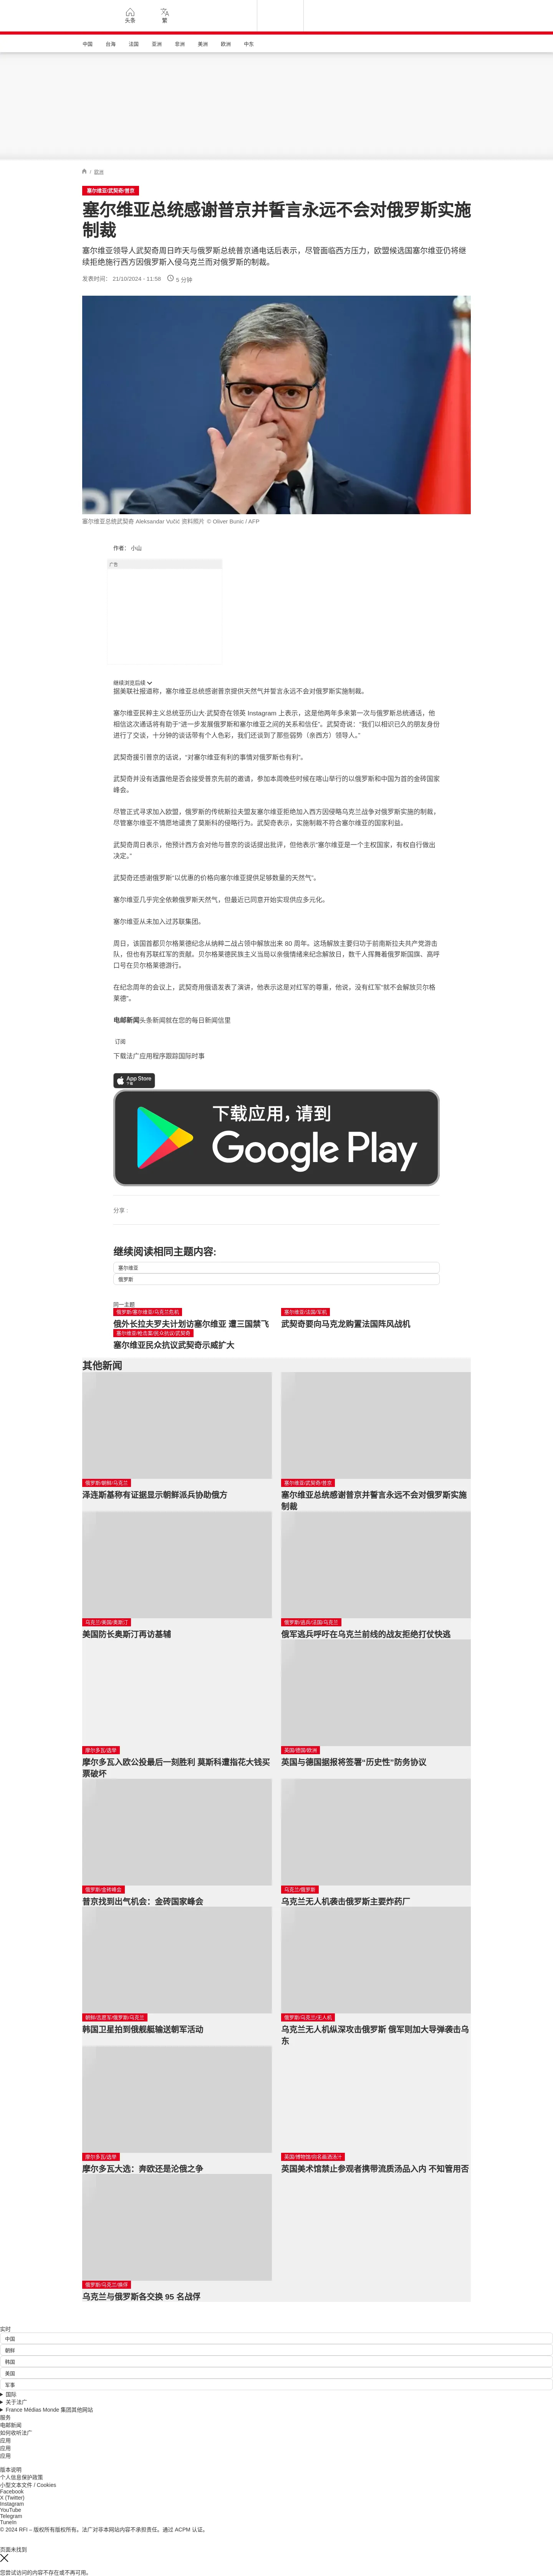 头条
繁
中国
台海
法国
亚洲
非洲
美洲
欧洲
中东
/ 欧洲
塞尔维亚/武契奇/普京
塞尔维亚总统感谢普京并誓言永远不会对俄罗斯实施
制裁
塞尔维亚领导人武契奇周日昨天与俄罗斯总统普京通电话后表示，尽管面临西方压力，欧盟候选国塞尔维亚仍将继
续拒绝施行西方因俄罗斯入侵乌克兰而对俄罗斯的制裁。
发表时间： 21/10/2024 - 11:58
5 分钟
塞尔维亚总统武契奇 Aleksandar Vučić 资料照片 © Oliver Bunic / AFP
作者： 小山
广告
继续浏览后续
据美联社报道称，塞尔维亚总统感谢普京提供天然气并誓言永远不会对俄罗斯实施制裁。
塞尔维亚民粹主义总统亚历山大·武契奇在领英 Instagram 上表示，这是他两年多来第一次与俄罗斯总统通话，他
相信这次通话将有助于“进一步发展俄罗斯和塞尔维亚之间的关系和信任”。武契奇说：“我们以相识已久的朋友身份
进行了交谈，十分钟的谈话带有个人色彩，我们还谈到了那些弱势（亲西方）领导人。”
武契奇援引普京的话说，“对塞尔维亚有利的事情对俄罗斯也有利”。
武契奇并没有透露他是否会接受普京先前的邀请，参加本周晚些时候在喀山举行的以俄罗斯和中国为首的金砖国家
峰会。
尽管正式寻求加入欧盟，俄罗斯的传统斯拉夫盟友塞尔维亚拒绝加入西方因侵略乌克兰战争对俄罗斯实施的制裁，
尽管塞尔维亚不情愿地谴责了莫斯科的侵略行为。武契奇表示，实施制裁不符合塞尔维亚的国家利益。
武契奇周日表示，他预计西方会对他与普京的谈话提出批评，但他表示“塞尔维亚是一个主权国家，有权自行做出
决定。”
武契奇还感谢俄罗斯“以优惠的价格向塞尔维亚提供足够数量的天然气”。
塞尔维亚几乎完全依赖俄罗斯天然气，但最近已同意开始实现供应多元化。
塞尔维亚从未加入过苏联集团。
周日，该国首都贝尔格莱德纪念从纳粹二战占领中解放出来 80 周年。这场解放主要归功于前南斯拉夫共产党游击
队，但也有苏联红军的贡献。贝尔格莱德民族主义当局以亲俄情绪来纪念解放日，数千人挥舞着俄罗斯国旗、高呼
口号在贝尔格莱德游行。
在纪念周年的会议上，武契奇用俄语发表了演讲，他表示这是对红军的尊重，他说，没有红军“就不会解放贝尔格
莱德”。
电邮新闻头条新闻就在您的每日新闻信里
订阅
下载法广应用程序跟踪国际时事
App Store
下载
下载应用，请到
Google Play
分享 :
继续阅读相同主题内容:
塞尔维亚
俄罗斯
同一主题
俄罗斯/塞尔维亚/乌克兰危机
俄外长拉夫罗夫计划访塞尔维亚 遭三国禁飞
塞尔维亚/法国/军机
武契奇要向马克龙购置法国阵风战机
塞尔维亚/枪击案/民众抗议/武契奇
塞尔维亚民众抗议武契奇示威扩大
其他新闻
俄罗斯/朝鲜/乌克兰
泽连斯基称有证据显示朝鲜派兵协助俄方
塞尔维亚/武契奇/普京
塞尔维亚总统感谢普京并誓言永远不会对俄罗斯实施
制裁
乌克兰/美国/奥斯汀
美国防长奥斯汀再访基辅
俄罗斯/逃兵/法国/乌克兰
俄军逃兵呼吁在乌克兰前线的战友拒绝打仗快逃
摩尔多瓦/选举
摩尔多瓦入欧公投最后一刻胜利 莫斯科遭指花大钱买
票破坏
英国/德国/欧洲
英国与德国据报将签署“历史性”防务协议
俄罗斯/金砖峰会
普京找到出气机会：金砖国家峰会
乌克兰/俄罗斯
乌克兰无人机袭击俄罗斯主要炸药厂
朝鲜/志愿军/俄罗斯/乌克兰
韩国卫星拍到俄舰艇输送朝军活动
俄罗斯/乌克兰/无人机
乌克兰无人机纵深攻击俄罗斯 俄军则加大导弹袭击乌
东
摩尔多瓦/选举
摩尔多瓦大选：奔欧还是沦俄之争
英国/博物馆/向名画洒汤汁
英国美术馆禁止参观者携带流质汤品入内 不知管用否
俄罗斯/乌克兰/换俘
乌克兰与俄罗斯各交换 95 名战俘
实时
中国
朝鲜
韩国
美国
军事
国际
关于法广
France Médias Monde 集团其他网站
服务
电邮新闻
如何收听法广
应用
应用
应用
版本说明
个人信息保护政策
小型文本文件 / Cookies
Facebook
X (Twitter)
Instagram
YouTube
Telegram
TuneIn
© 2024 RFI – 版权所有版权所有。法广对非本网站内容不承担责任。通过 ACPM 认证。
页面未找到
您尝试访问的内容不存在或不再可用。